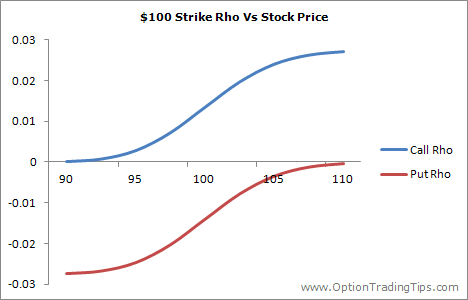 $100 Strike Rho Vs Stock Price
0.03
0.02
0.01
0
90 95 100 105 110
-0.01
-0.02
-0.03
Call Rho
Put Rho
www.OptionTradingTips.com